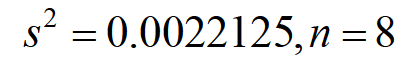 s² = 0.0022125, n = 8